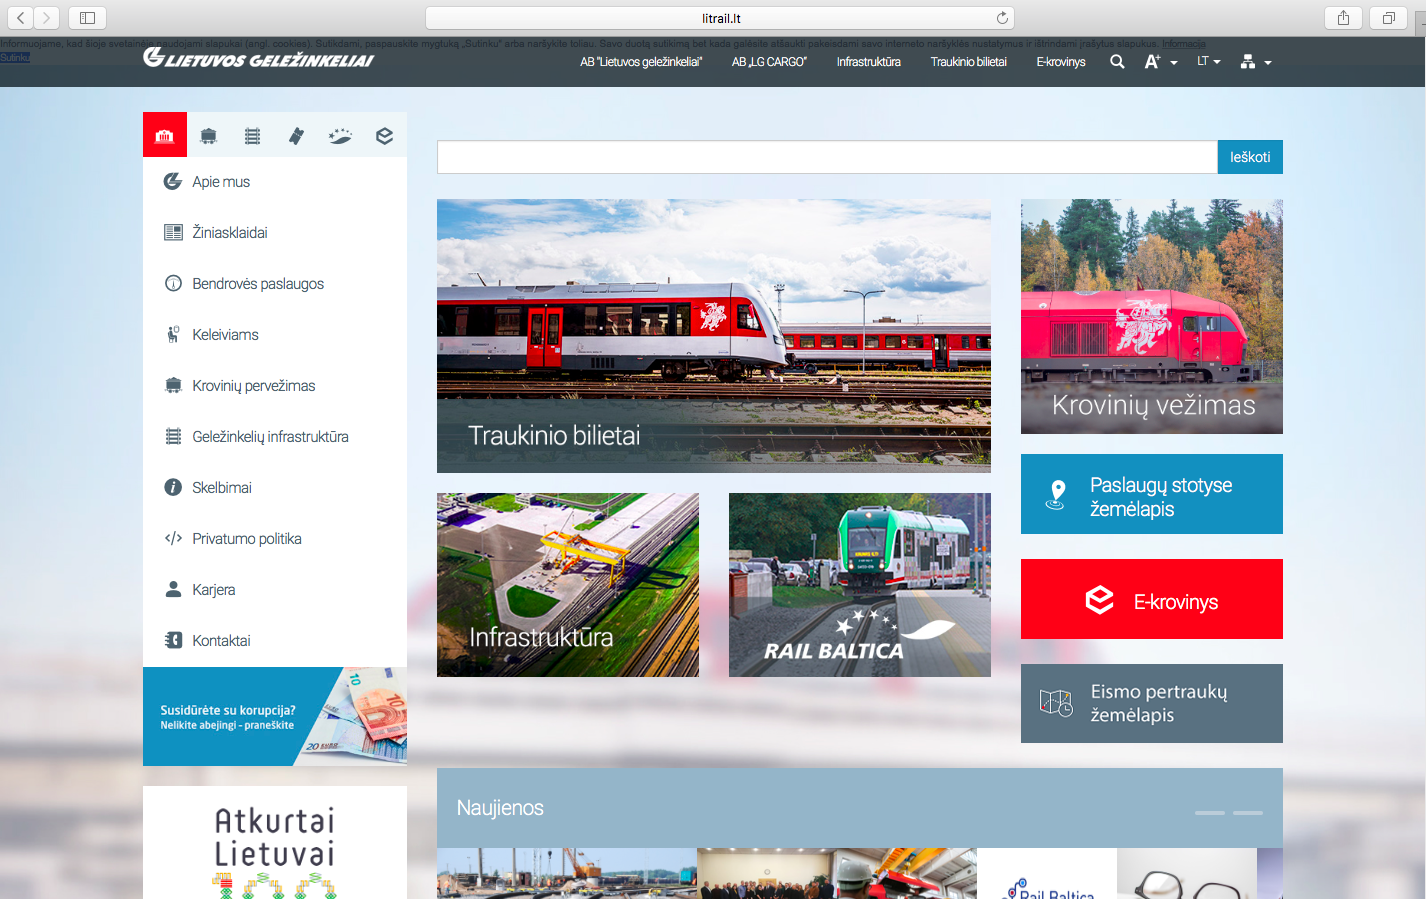 litrail.lt
Informuojame, kad šioje svetainėje naudojami slapukai (angl. cookies). Sutikdami, paspauskite mygtuką „Sutinku" arba naršykite toliau. Savo duotą sutikimą bet kada galėsite atšaukti pakeisdami savo interneto naršyklės nustatymus ir ištrindami įrašytus slapukus. Informacija
Sutinku
LIETUVOS GELEŽINKELIAI
AB "Lietuvos geležinkeliai" AB „LG CARGO" Infrastruktūra Traukinio bilietai E-krovinys A+ LT
Ieškoti
Apie mus
Žiniasklaidai
Bendrovės paslaugos
Keleiviams
Krovinių pervežimas
Geležinkelių infrastruktūra
Skelbimai
Privatumo politika
Karjera
Kontaktai
Susidūrėte su korupcija?
Nelikite abejingi - praneškite
10
10
20 EURO
Atkurtai
Lietuvai
Traukinio bilietai
Krovinių vežimas
Infrastruktūra
RAIL BALTICA
Paslaugų stotyse
žemėlapis
E-krovinys
Eismo pertraukų
žemėlapis
Naujienos
Rail Baltica